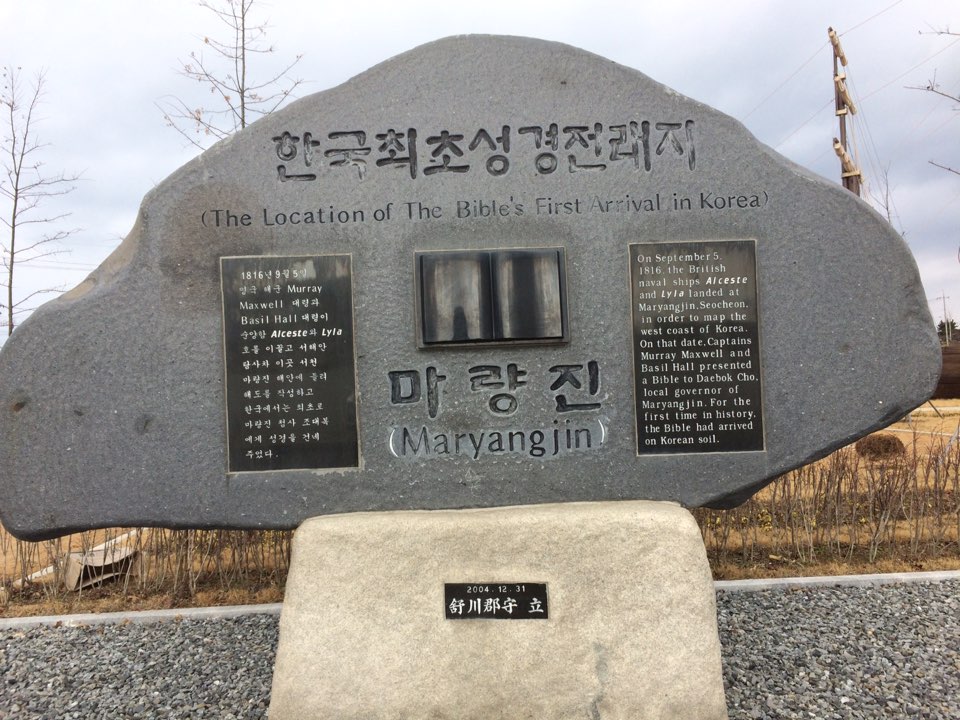 한국최초성경전래지
(The Location of The Bible's First Arrival in Korea)
1816년 9월 5일
영국 해군 Murray
Maxwell 대령과
Basil Hall 대령이
순양함 Alceste와 Lyla
호를 이끌고 서해안
탐사차 이곳 서천
마량진 해안에 들러
해도를 작성하고
한국에서는 최초로
마량진 첨사 조대복
에게 성경을 건네
주었다.
마량진
(Maryangjin)
On September 5,
1816, the British
naval ships Alceste
and Lyla landed at
Maryangjin, Seocheon,
in order to map the
west coast of Korea.
On that date, Captains
Murray Maxwell and
Basil Hall presented
a Bible to Daebok Cho,
local governor of
Maryangjin. For the
first time in history,
the Bible had arrived
on Korean soil.
2004. 12. 31
舒川郡守 立